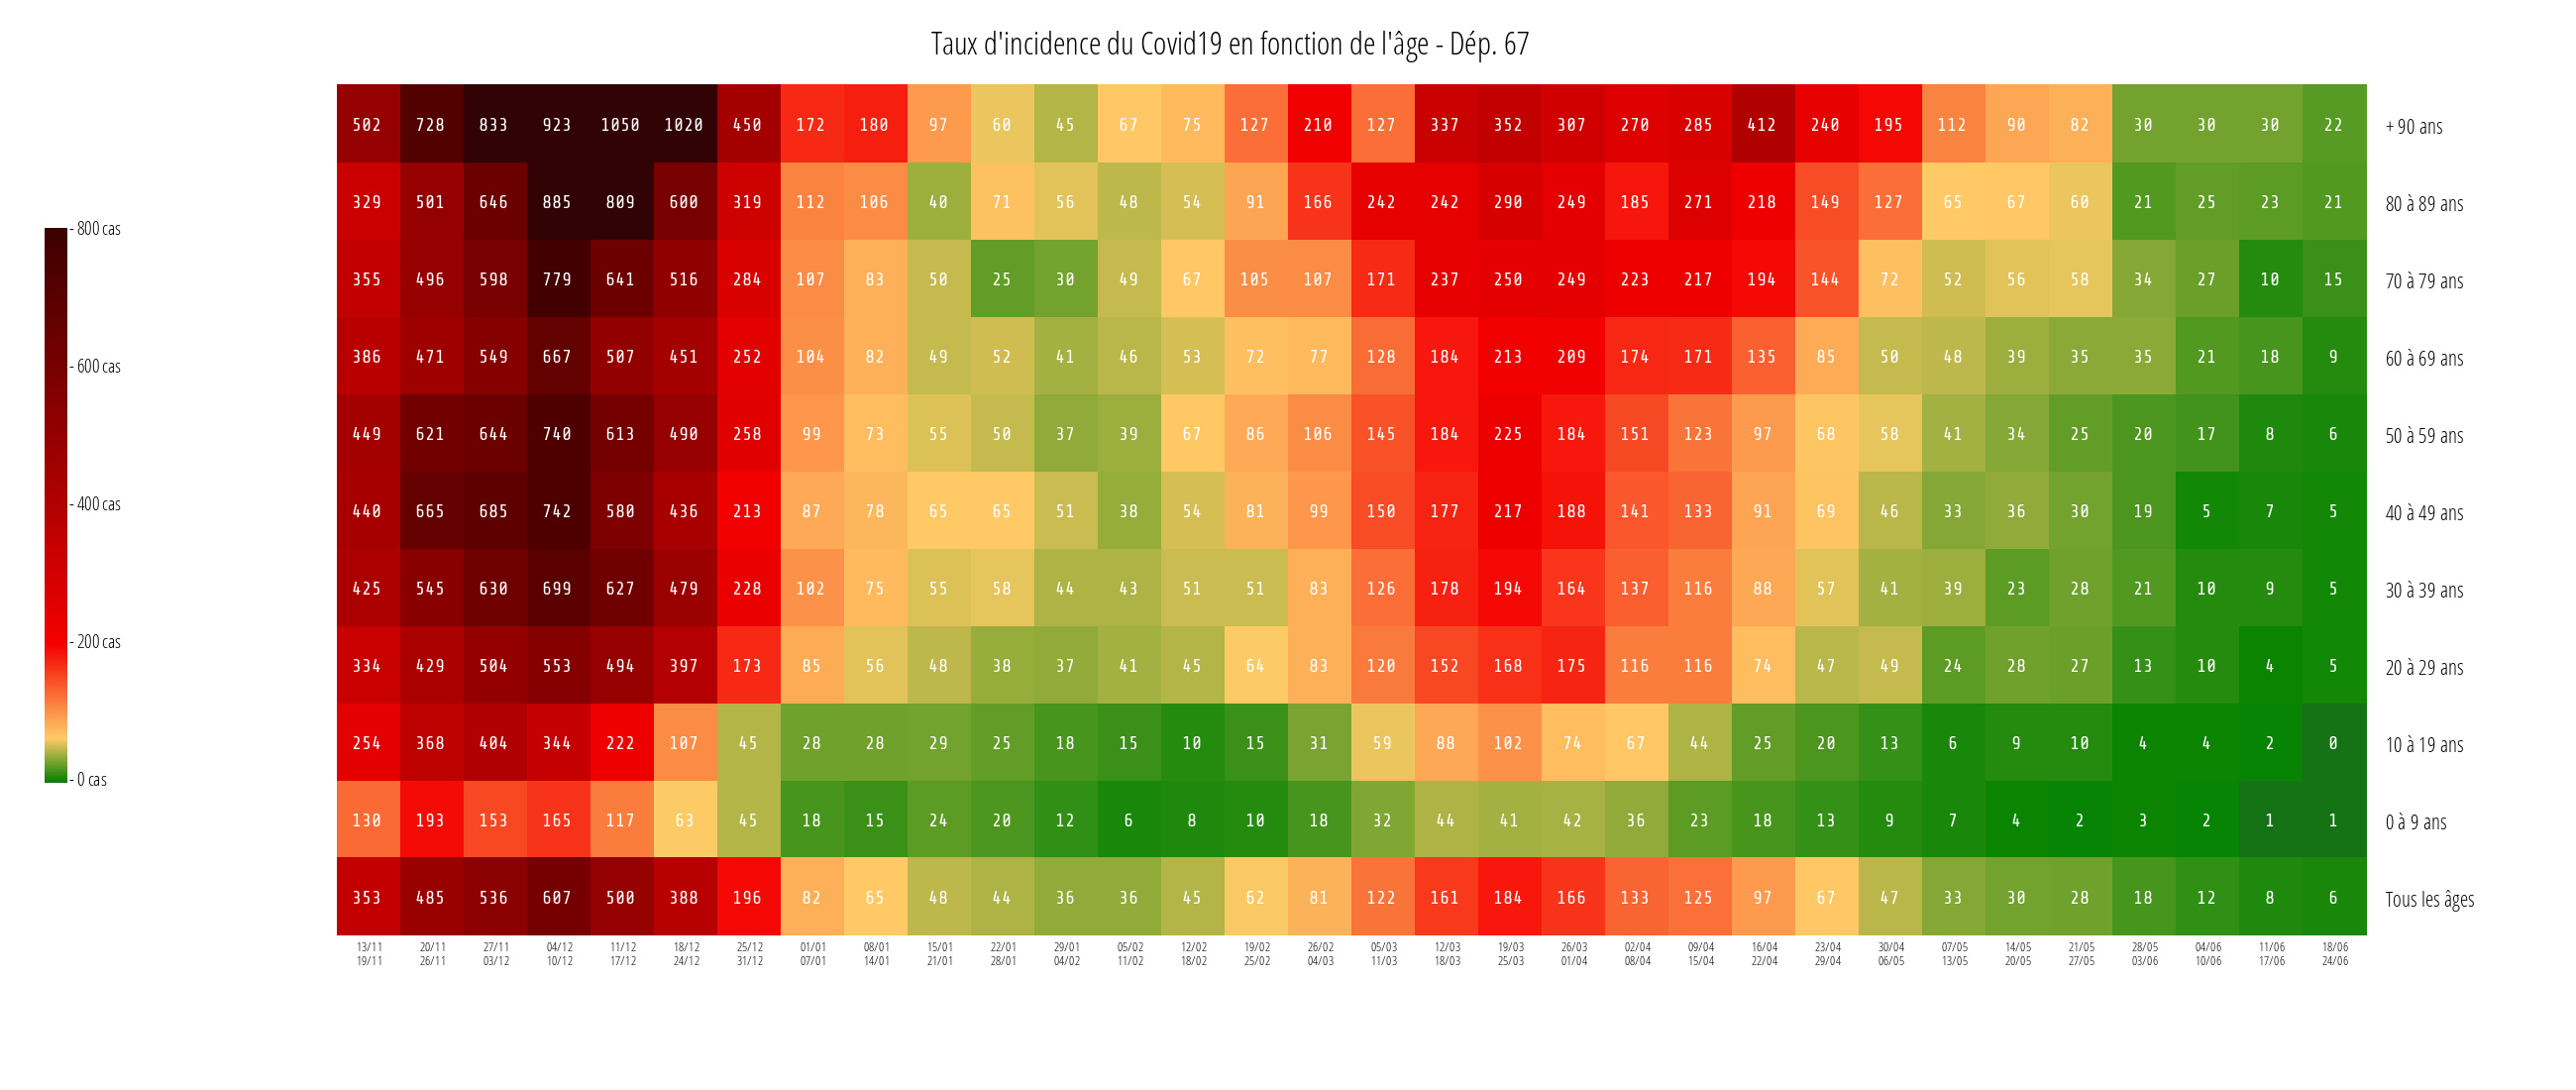 Taux d'incidence du Covid19 en fonction de l'âge - Dép. 67
502 728 833 923 1050 1020 450 172 180 97 60 45 67 75 127 210 127 337 352 307 270 285 412 240 195 112 90 82 30 30 30 22 + 90 ans
329 501 646 885 809 600 319 112 106 40 71 56 48 54 91 166 242 242 290 249 185 271 218 149 127 65 67 60 21 25 23 21 80 à 89 ans
- 800 cas
355 496 598 779 641 516 284 107 83 50 25 30 49 67 105 107 171 237 250 249 223 217 194 144 72 52 56 58 34 27 10 15 70 à 79 ans
386 471 549 667 507 451 252 104 82 49 52 41 46 53 72 77 128 184 213 209 174 171 135 85 50 48 39 35 35 21 18 9 60 à 69 ans
- 600 cas
449 621 644 740 613 490 258 99 73 55 50 37 39 67 86 106 145 184 225 184 151 123 97 68 58 41 34 25 20 17 8 6 50 à 59 ans
- 400 cas
440 665 685 742 580 436 213 87 78 65 65 51 38 54 81 99 150 177 217 188 141 133 91 69 46 33 36 30 19 5 7 5 40 à 49 ans
425 545 630 699 627 479 228 102 75 55 58 44 43 51 51 83 126 178 194 164 137 116 88 57 41 39 23 28 21 10 9 5 30 à 39 ans
- 200 cas
334 429 504 553 494 397 173 85 56 48 38 37 41 45 64 83 120 152 168 175 116 116 74 47 49 24 28 27 13 10 4 5 20 à 29 ans
254 368 404 344 222 107 45 28 28 29 25 18 15 10 15 31 59 88 102 74 67 44 25 20 13 6 9 10 4 4 2 0 10 à 19 ans
- 0 cas
130 193 153 165 117 63 45 18 15 24 20 12 6 8 10 18 32 44 41 42 36 23 18 13 9 7 4 2 3 2 1 1 0 à 9 ans
353 485 536 607 500 388 196 82 65 48 44 36 36 45 62 81 122 161 184 166 133 125 97 67 47 33 30 28 18 12 8 6 Tous les âges
13/11 20/11 27/11 04/12 11/12 18/12 25/12 01/01 08/01 15/01 22/01 29/01 05/02 12/02 19/02 26/02 05/03 12/03 19/03 26/03 02/04 09/04 16/04 23/04 30/04 07/05 14/05 21/05 28/05 04/06 11/06 18/06
19/11 26/11 03/12 10/12 17/12 24/12 31/12 07/01 14/01 21/01 28/01 04/02 11/02 18/02 25/02 04/03 11/03 18/03 25/03 01/04 08/04 15/04 22/04 29/04 06/05 13/05 20/05 27/05 03/06 10/06 17/06 24/06